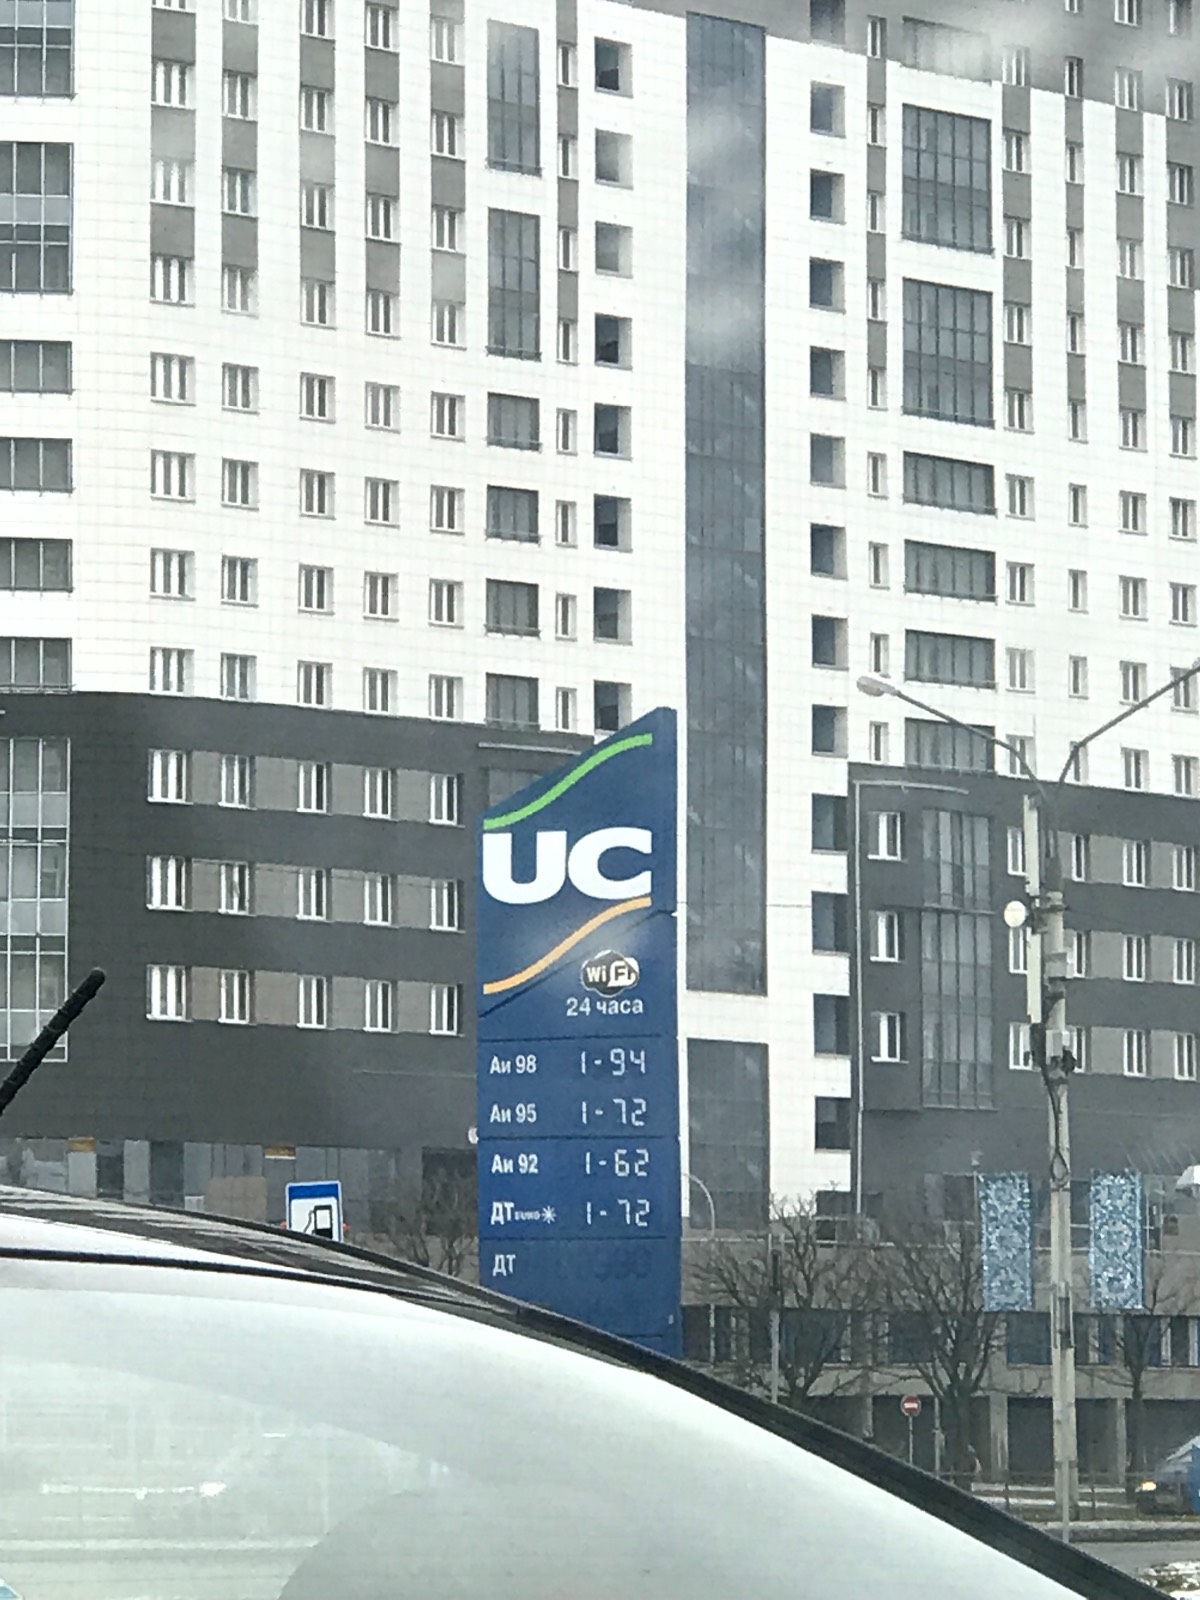 UC
Wi Fi
24 часа
Аи 98 1-94
Аи 95 1-72
Аи 92 1-62
ДТ EURO 1-72
ДТ